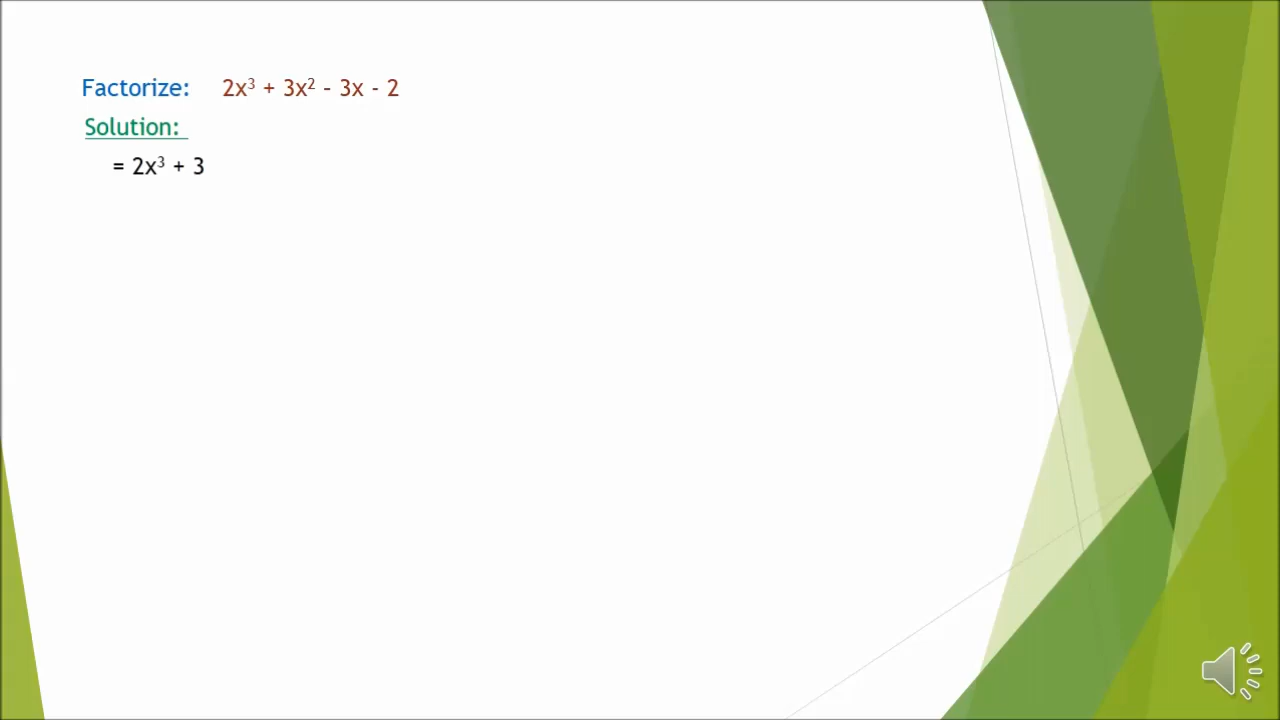 Factorize: 2x³ + 3x² - 3x - 2
Solution:
= 2x³ + 3